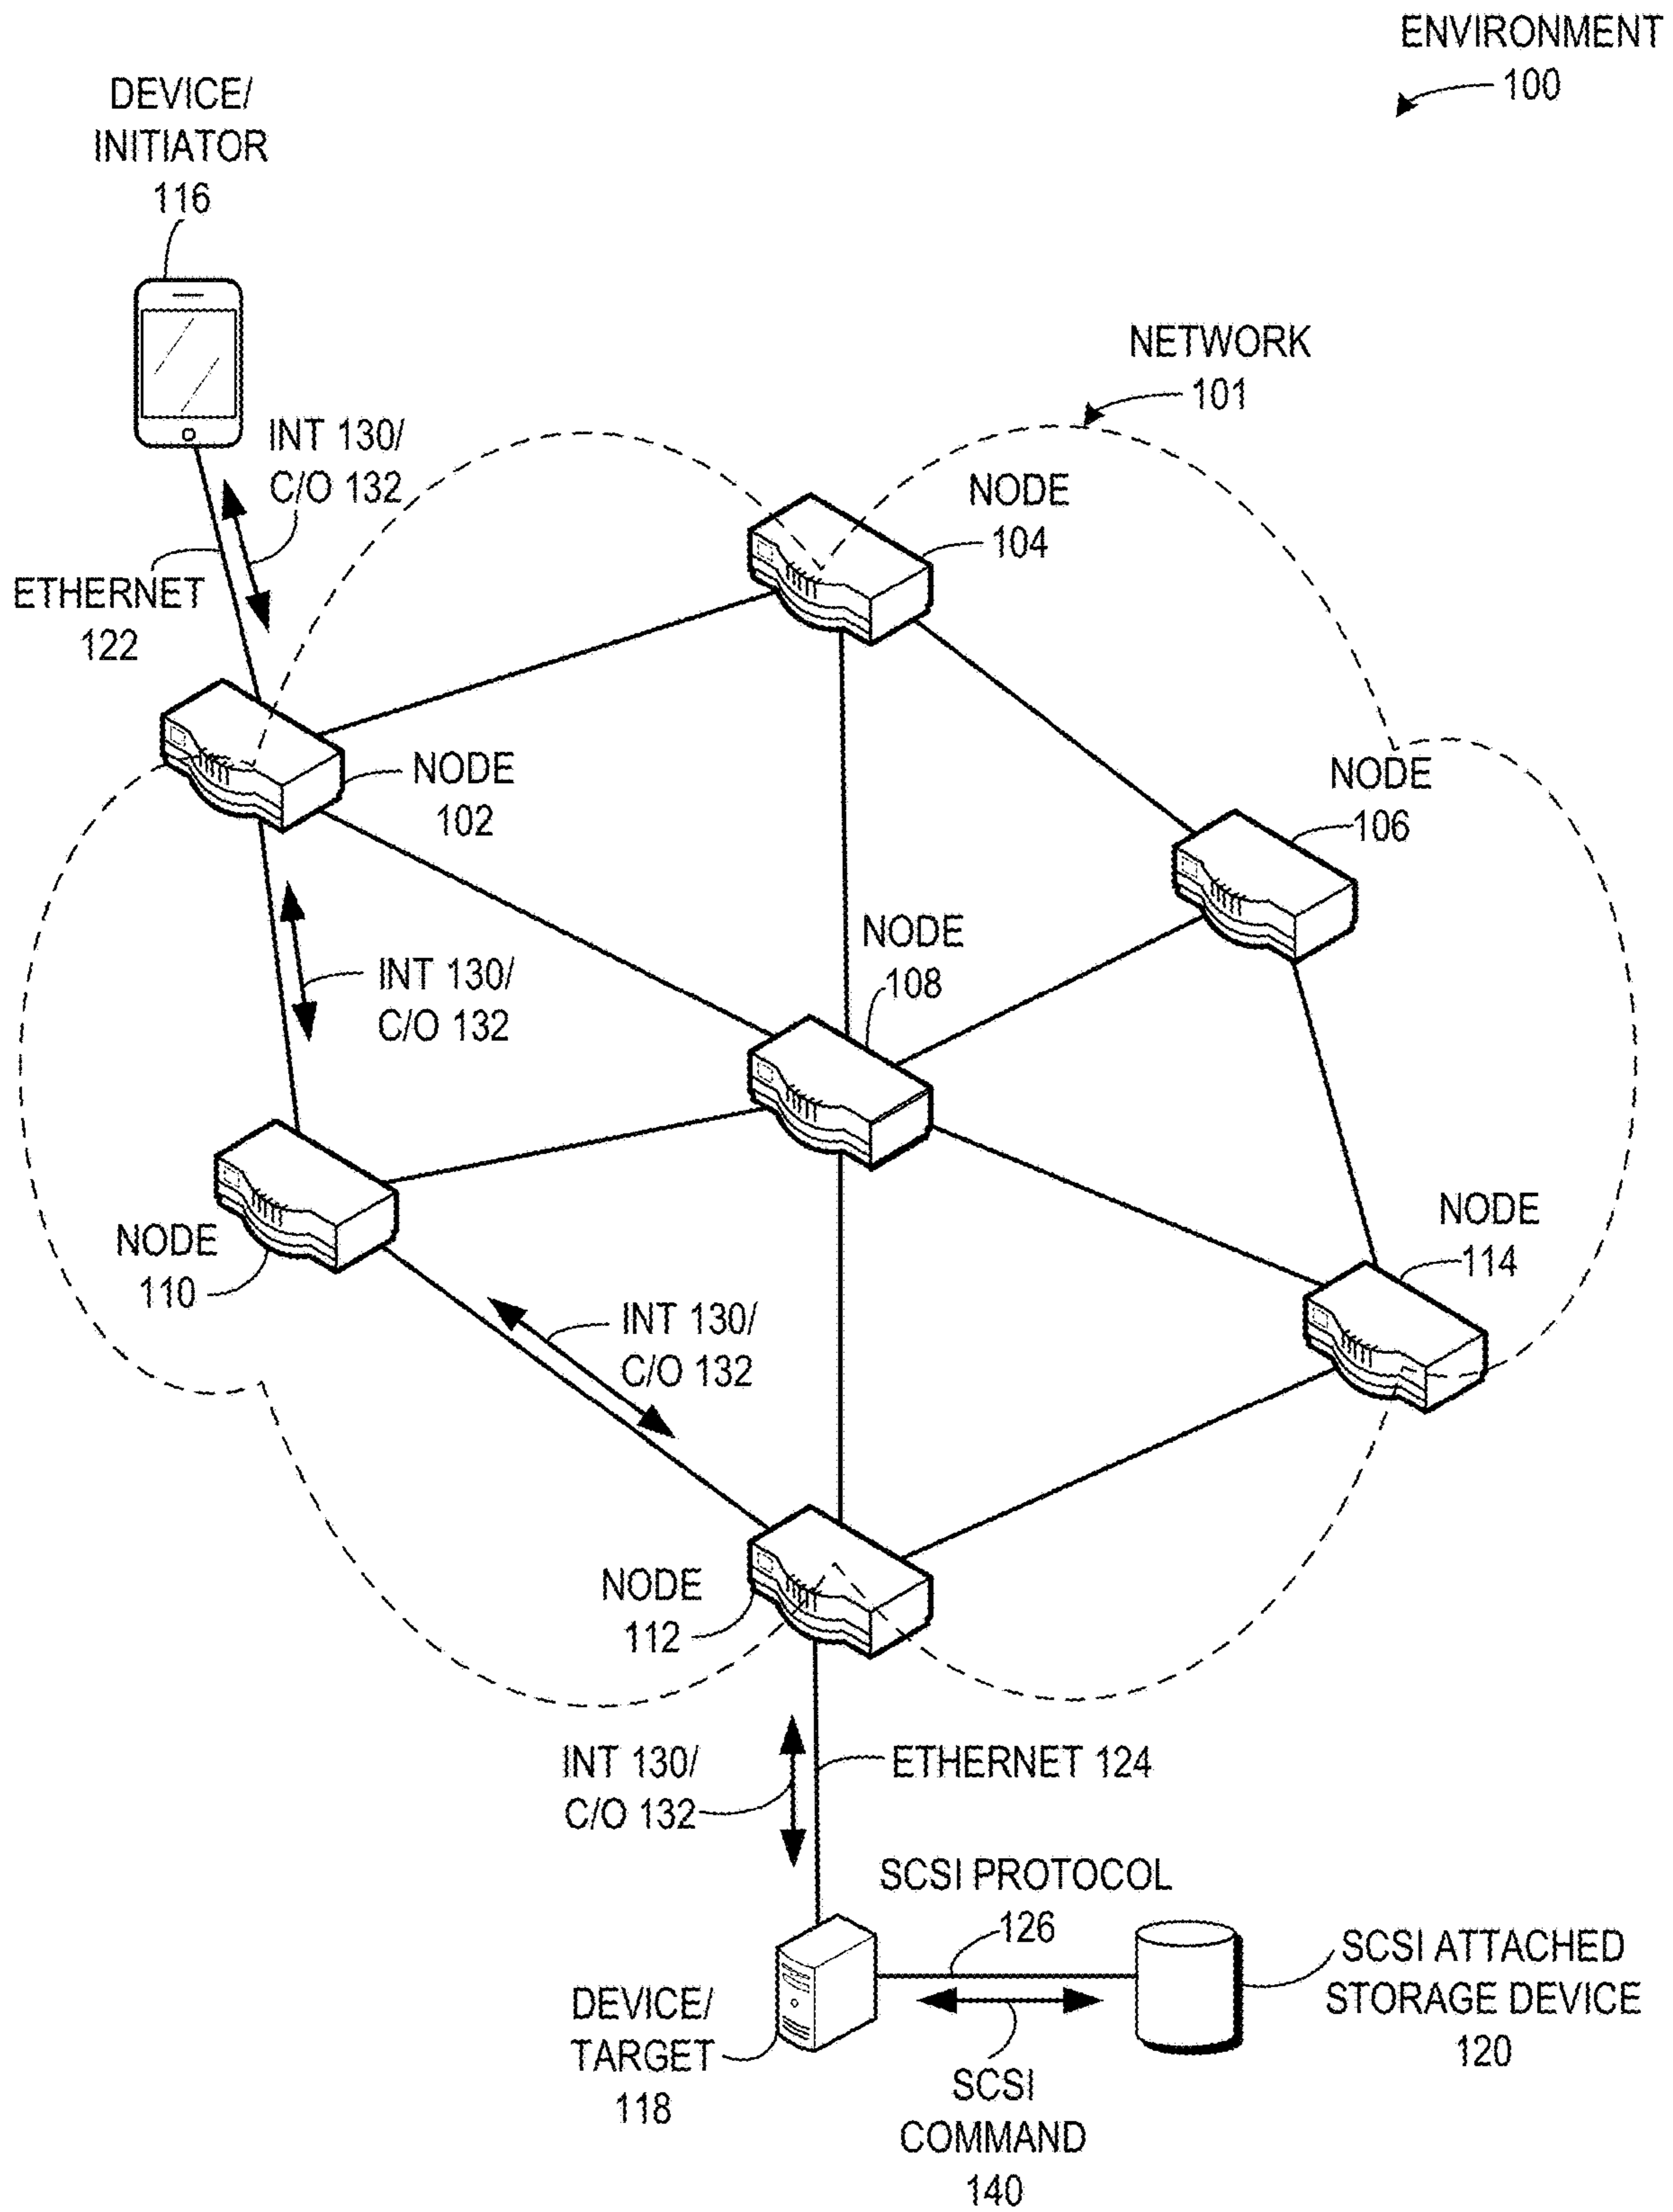 ENVIRONMENT
100
DEVICE/
INITIATOR
116
NETWORK
101
INT 130/
C/O 132
NODE
104
ETHERNET
122
NODE
102
NODE
106
NODE
108
INT 130/
C/O 132
NODE
114
NODE
110
INT 130/
C/O 132
NODE
112
INT 130/
C/O 132
ETHERNET 124
SCSI PROTOCOL
126
SCSI ATTACHED
STORAGE DEVICE
120
DEVICE/
TARGET
118
SCSI
COMMAND
140